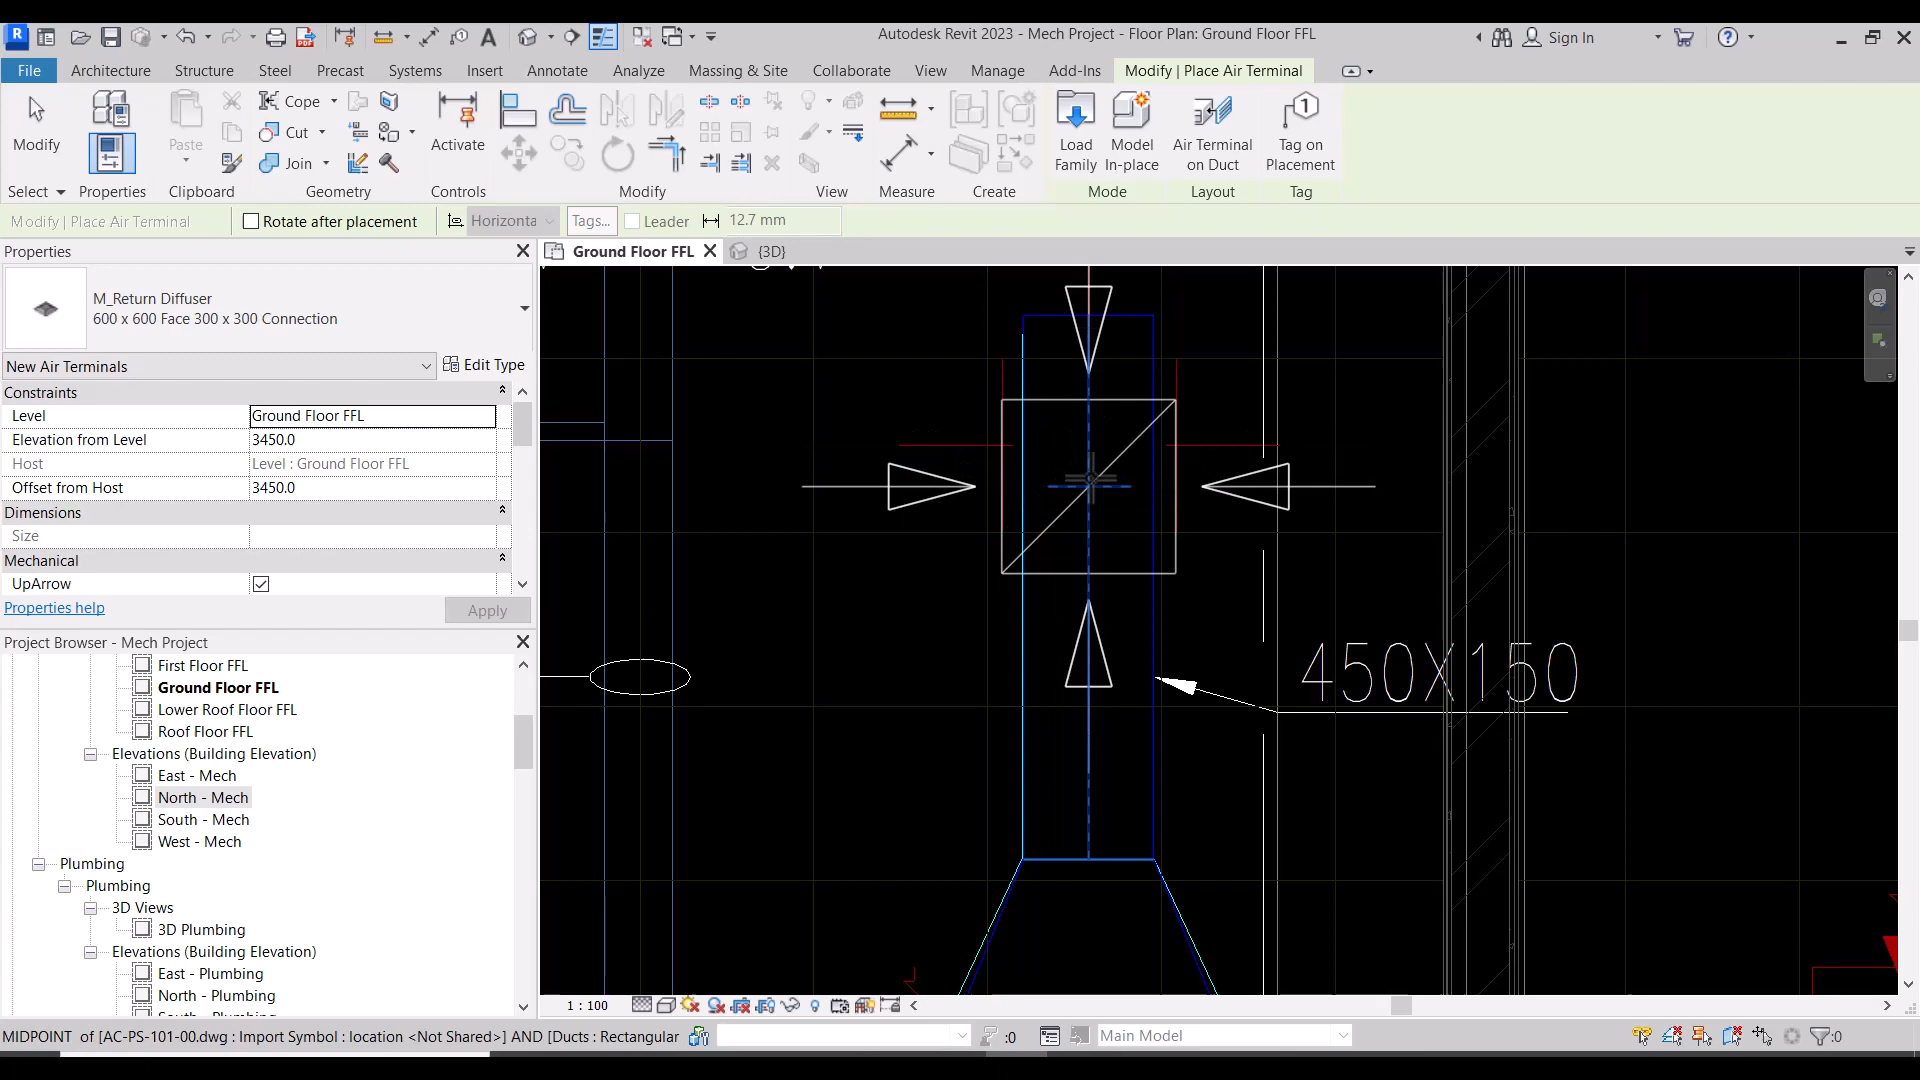 Autodesk Revit 2023 - Mech Project - Floor Plan: Ground Floor FFL
Sign In
File Architecture Structure Steel Precast Systems Insert Annotate Analyze Massing & Site Collaborate View Manage Add-Ins Modify | Place Air Terminal
Modify
Paste
Cope
Cut
Join
Activate
Load Family
Model In-place
Air Terminal on Duct
Tag on Placement
Select Properties Clipboard Geometry Controls Modify View Measure Create Mode Layout Tag
Modify | Place Air Terminal Rotate after placement Horizonta Tags... Leader 12.7 mm
Properties
Ground Floor FFL {3D}
M_Return Diffuser
600 x 600 Face 300 x 300 Connection
New Air Terminals Edit Type
Constraints
Level Ground Floor FFL
Elevation from Level 3450.0
Host Level : Ground Floor FFL
Offset from Host 3450.0
Dimensions
Size
Mechanical
UpArrow
Properties help Apply
Project Browser - Mech Project
First Floor FFL
Ground Floor FFL
Lower Roof Floor FFL
Roof Floor FFL
Elevations (Building Elevation)
East - Mech
North - Mech
South - Mech
West - Mech
Plumbing
Plumbing
3D Views
3D Plumbing
Elevations (Building Elevation)
East - Plumbing
North - Plumbing
450X150
1 : 100
MIDPOINT of [AC-PS-101-00.dwg : Import Symbol : location <Not Shared>] AND [Ducts : Rectangular
:0
Main Model
:0